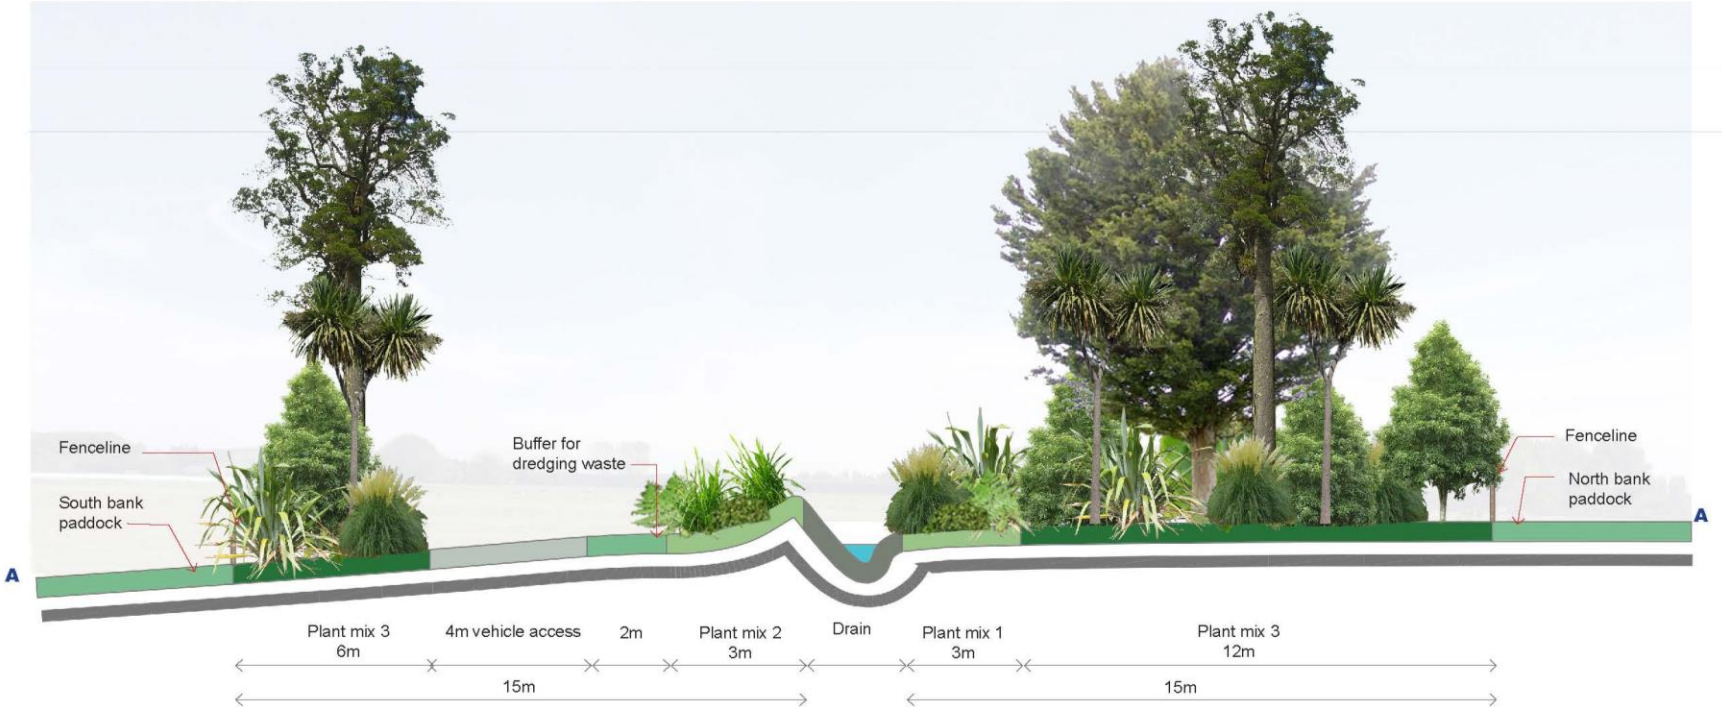 Fenceline
South bank
paddock
Buffer for
dredging waste
Fenceline
North bank
paddock
A
A
Plant mix 3
6m
4m vehicle access
2m
Plant mix 2
3m
Drain
Plant mix 1
3m
Plant mix 3
12m
15m
15m